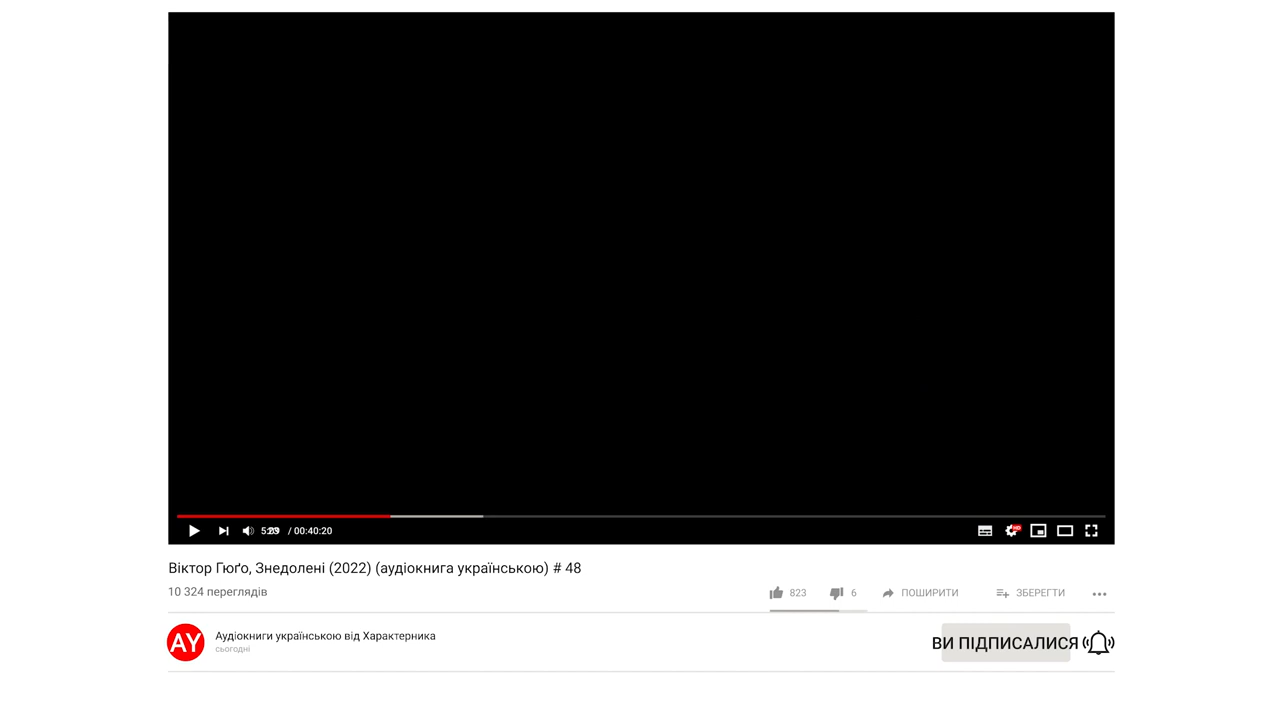 / 00:40:20
Віктор Гюґо, Знедолені (2022) (аудіокнига українською) # 48
10 324 переглядів
823 6 ПОШИРИТИ ЗБЕРЕГТИ
АУ Аудіокниги українською від Характерника
сьогодні
ВИ ПІДПИСАЛИСЯ